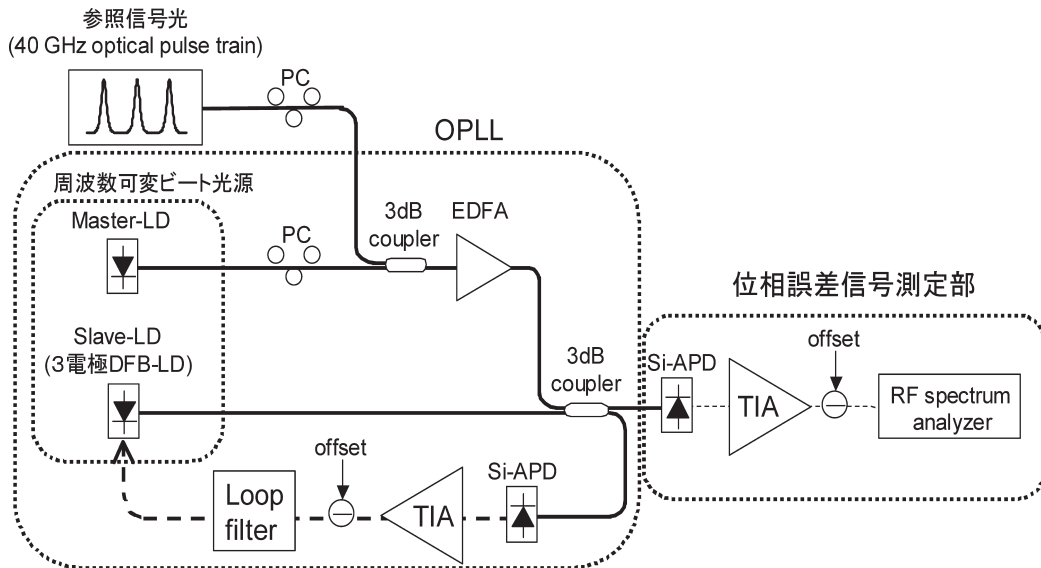 参照信号光
(40 GHz optical pulse train)
PC
OPLL
周波数可変ビート光源
Master-LD
PC
3dB
coupler
EDFA
Slave-LD
(3電極DFB-LD)
3dB
coupler
位相誤差信号測定部
Si-APD
TIA
offset
RF spectrum
analyzer
offset
Si-APD
TIA
Loop
filter